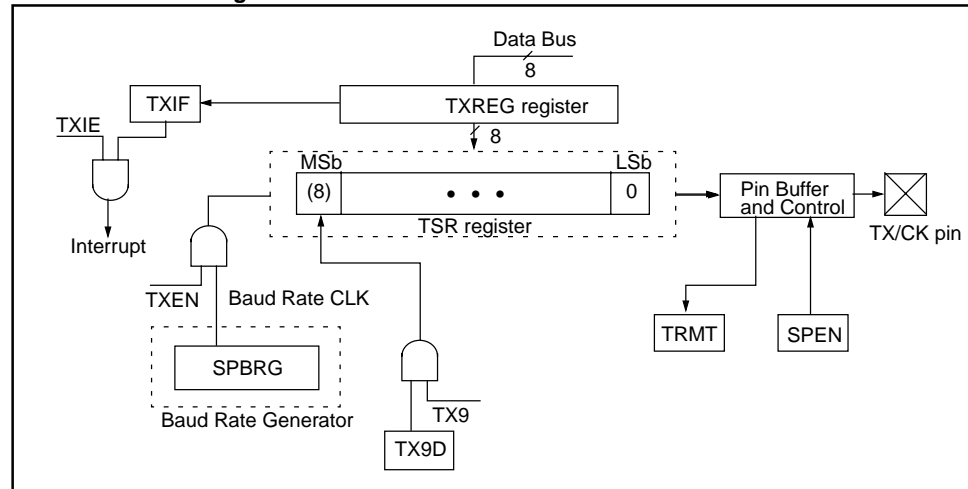 Data Bus
8
TXIF
TXREG register
TXIE
8
MSb
LSb
(8)
• • •
0
Pin Buffer
and Control
TSR register
Interrupt
TX/CK pin
TXEN
Baud Rate CLK
TRMT
SPEN
SPBRG
Baud Rate Generator
TX9
TX9D